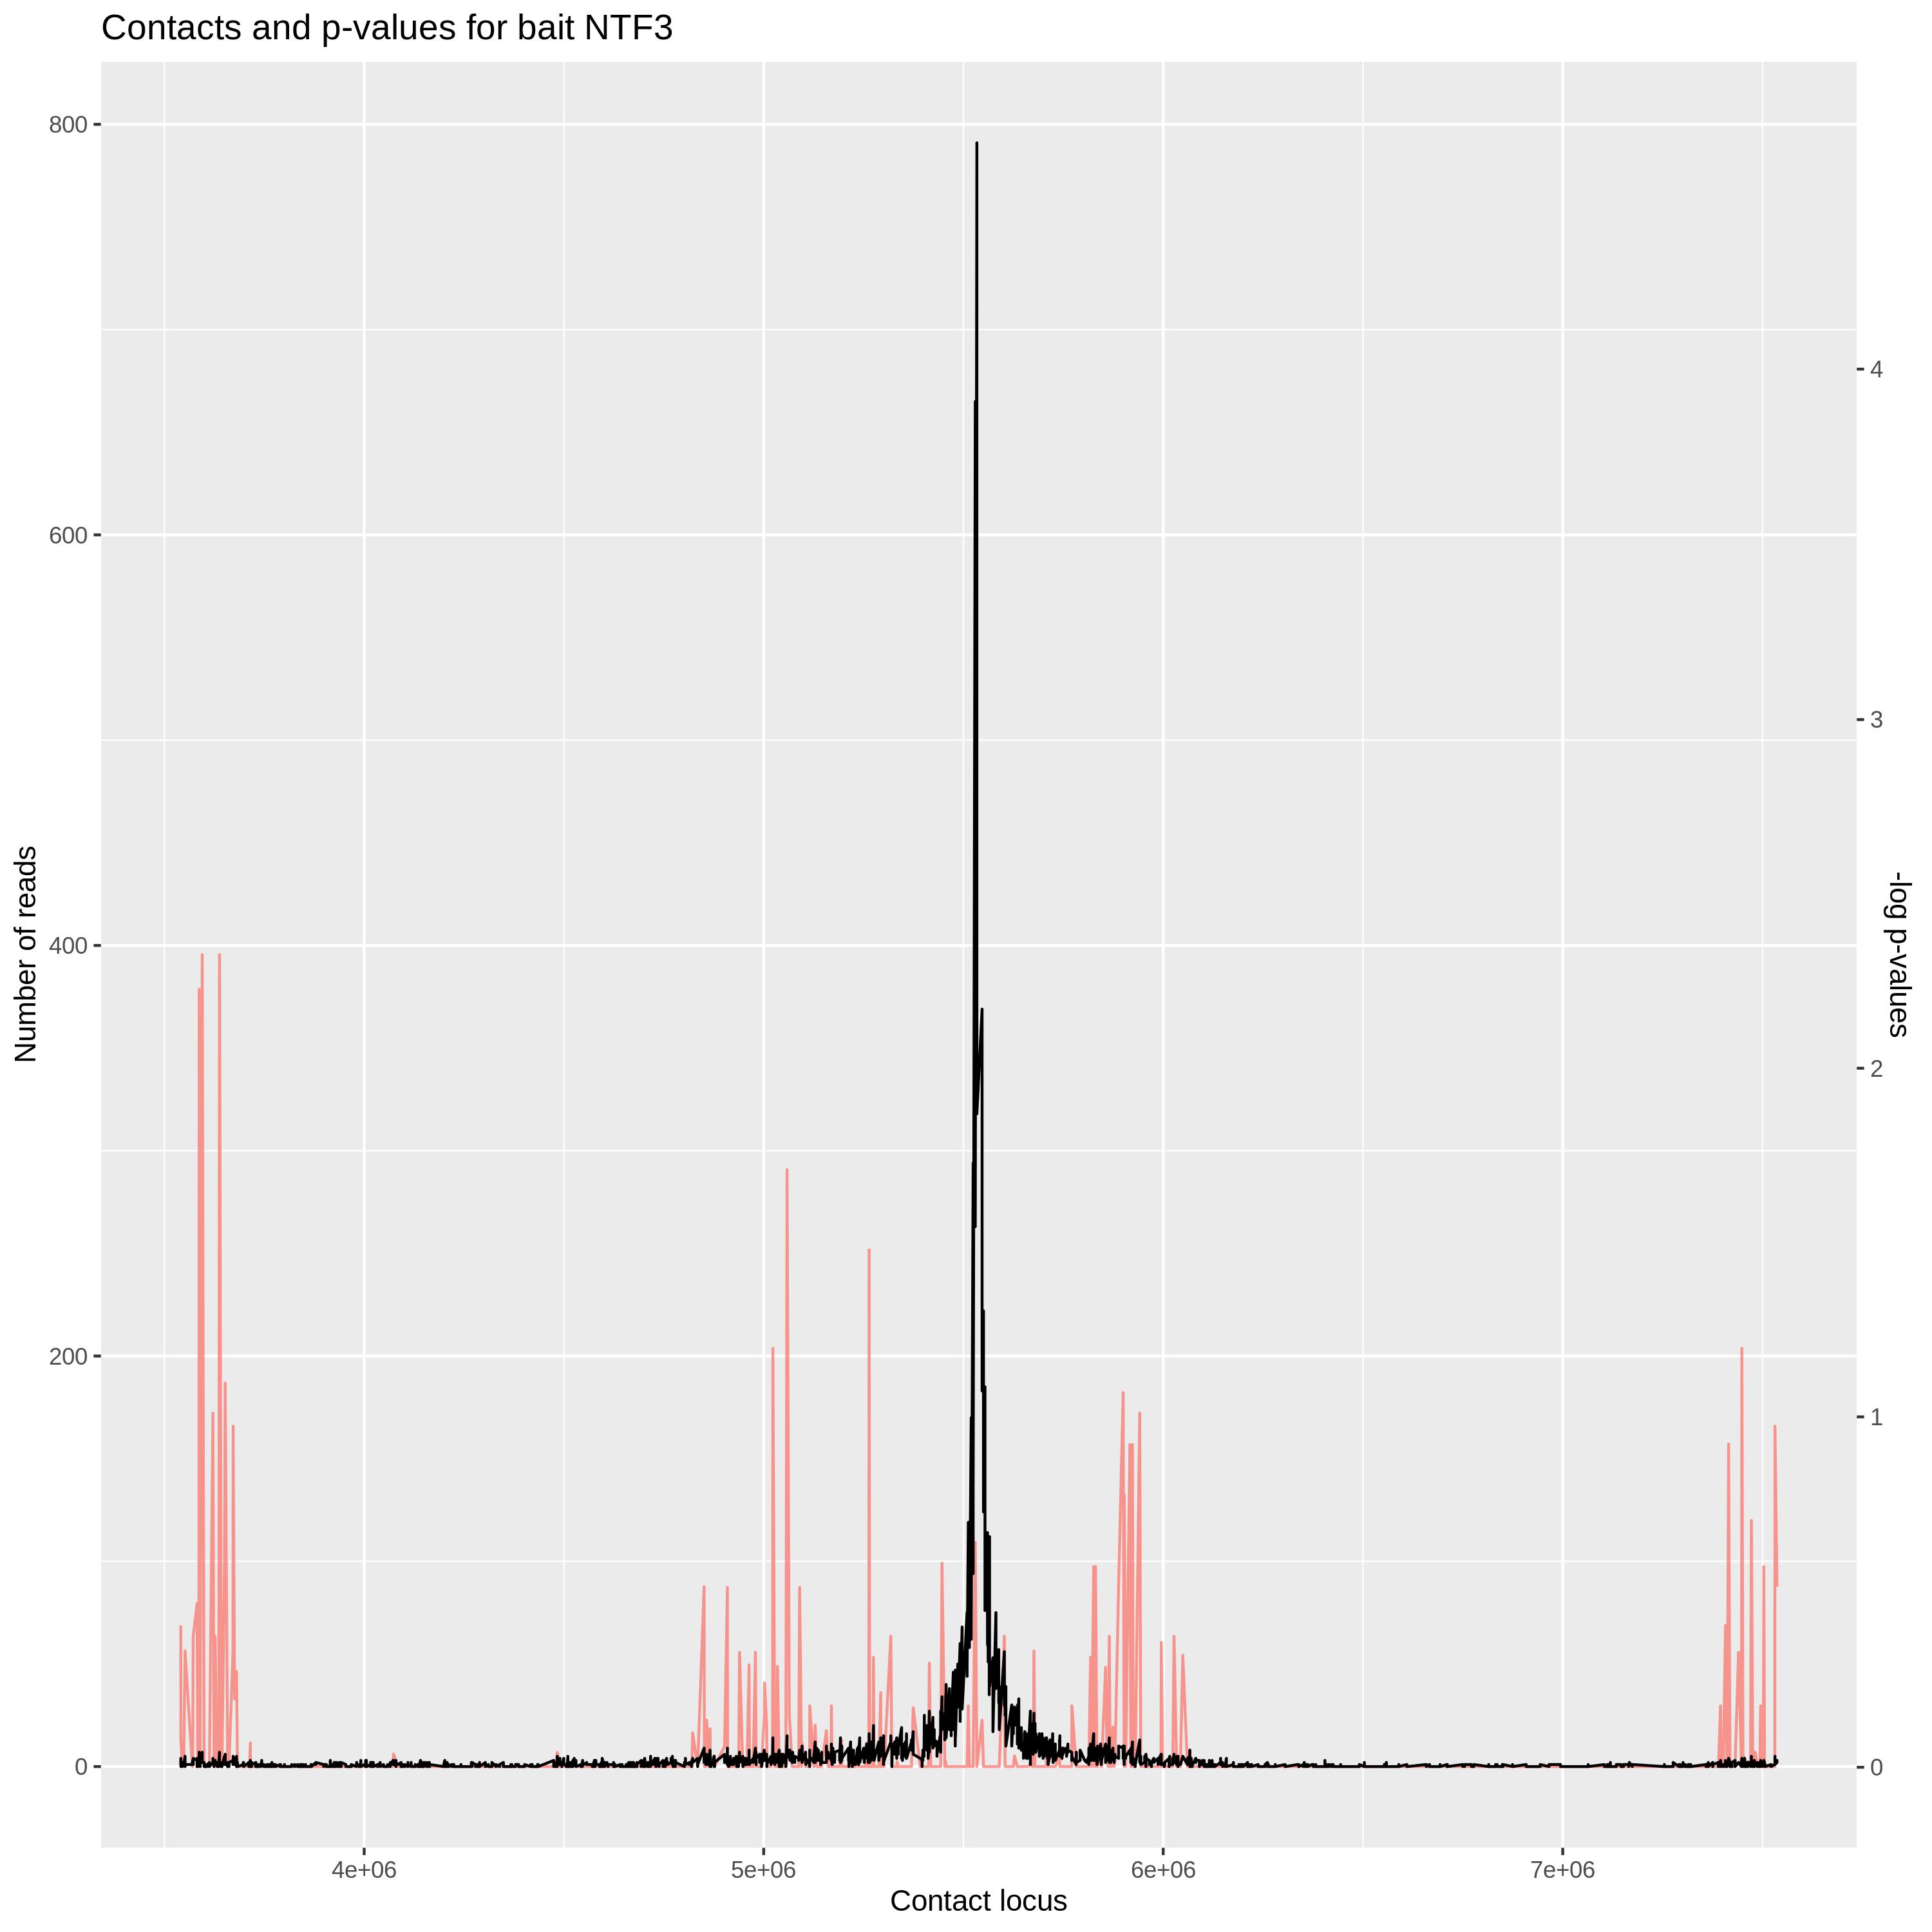 Contacts and p-values for bait NTF3
800
600
400
200
0
Number of reads
4
3
2
1
0
-log p-values
4e+06
5e+06
6e+06
7e+06
Contact locus